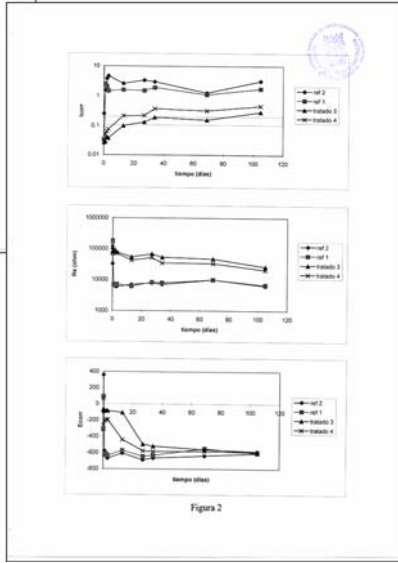 10
1
0.1
0.01
0 20 40 60 80 100 120
Icorr
tiempo (días)
ref 2
ref 1
tratado 3
tratado 4
1000000
100000
10000
1000
0 20 40 60 80 100 120
Ra (ohm)
tiempo (días)
ref 2
ref 1
tratado 3
tratado 4
400
200
0
-200
-400
-600
-800
0 20 40 60 80 100 120
Ecorr
tiempo (días)
ref 2
ref 1
tratado 3
tratado 4
Figura 2